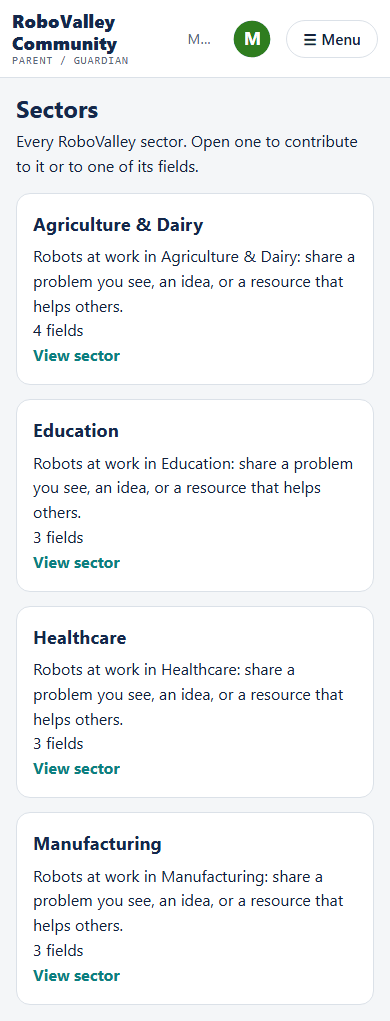 RoboValley
Community
PARENT / GUARDIAN
M...
M
☰ Menu
Sectors
Every RoboValley sector. Open one to contribute
to it or to one of its fields.
Agriculture & Dairy
Robots at work in Agriculture & Dairy: share a
problem you see, an idea, or a resource that
helps others.
4 fields
View sector
Education
Robots at work in Education: share a problem
you see, an idea, or a resource that helps
others.
3 fields
View sector
Healthcare
Robots at work in Healthcare: share a
problem you see, an idea, or a resource that
helps others.
3 fields
View sector
Manufacturing
Robots at work in Manufacturing: share a
problem you see, an idea, or a resource that
helps others.
3 fields
View sector